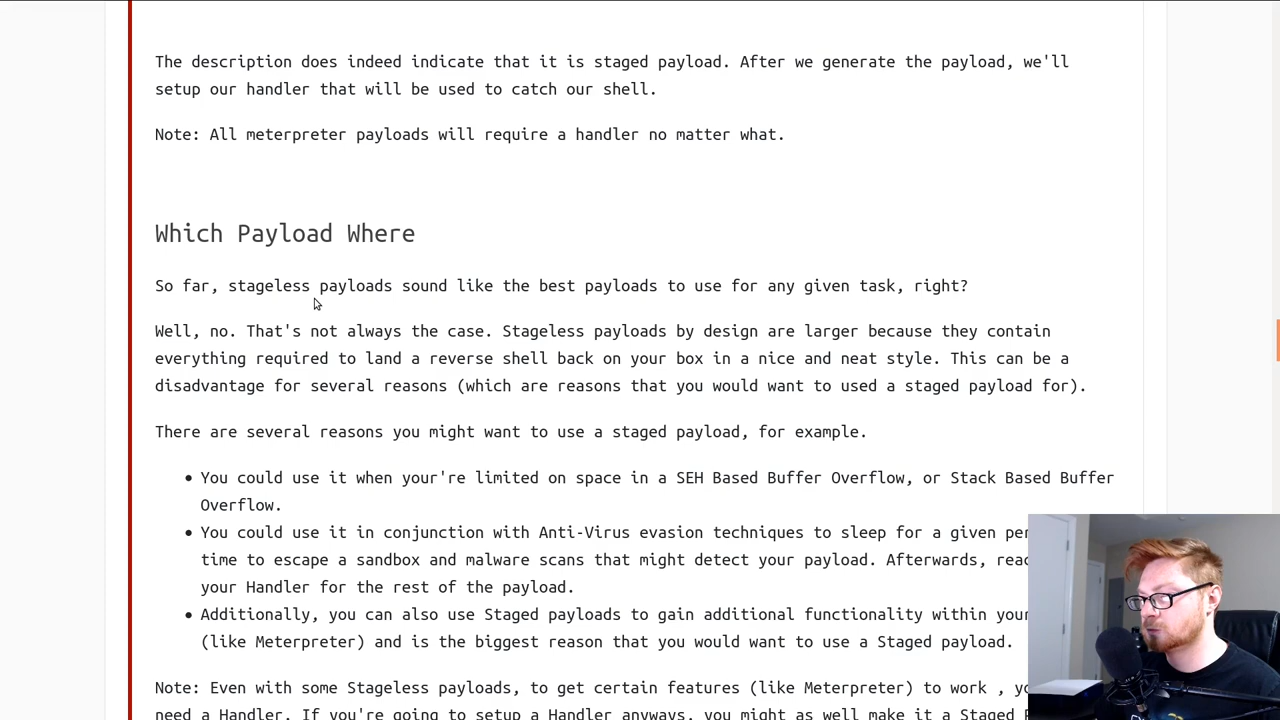 The description does indeed indicate that it is staged payload. After we generate the payload, we'll
setup our handler that will be used to catch our shell.
Note: All meterpreter payloads will require a handler no matter what.
Which Payload Where
So far, stageless payloads sound like the best payloads to use for any given task, right?
Well, no. That's not always the case. Stageless payloads by design are larger because they contain
everything required to land a reverse shell back on your box in a nice and neat style. This can be a
disadvantage for several reasons (which are reasons that you would want to used a staged payload for).
There are several reasons you might want to use a staged payload, for example.
• You could use it when your're limited on space in a SEH Based Buffer Overflow, or Stack Based Buffer
Overflow.
• You could use it in conjunction with Anti-Virus evasion techniques to sleep for a given
time to escape a sandbox and malware scans that might detect your payload. Afterwards,
your Handler for the rest of the payload.
• Additionally, you can also use Staged payloads to gain additional functionality within
(like Meterpreter) and is the biggest reason that you would want to use a Staged payload.
Note: Even with some Stageless payloads, to get certain features (like Meterpreter) to work ,
need a Handler. If you're going to setup a Handler anyways, you might as well make it a Staged